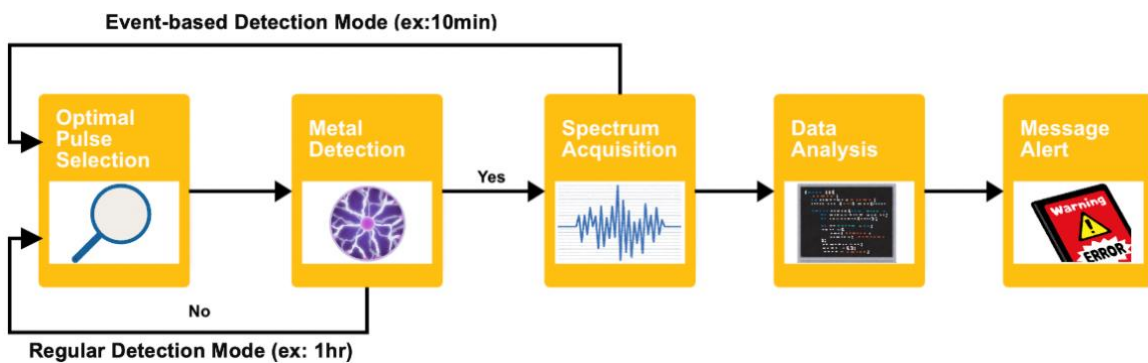 Event-based Detection Mode (ex:10min)
Optimal
Pulse
Selection
Metal
Detection
Yes
Spectrum
Acquisition
Data
Analysis
Message
Alert
Warning
ERROR
No
Regular Detection Mode (ex: 1hr)